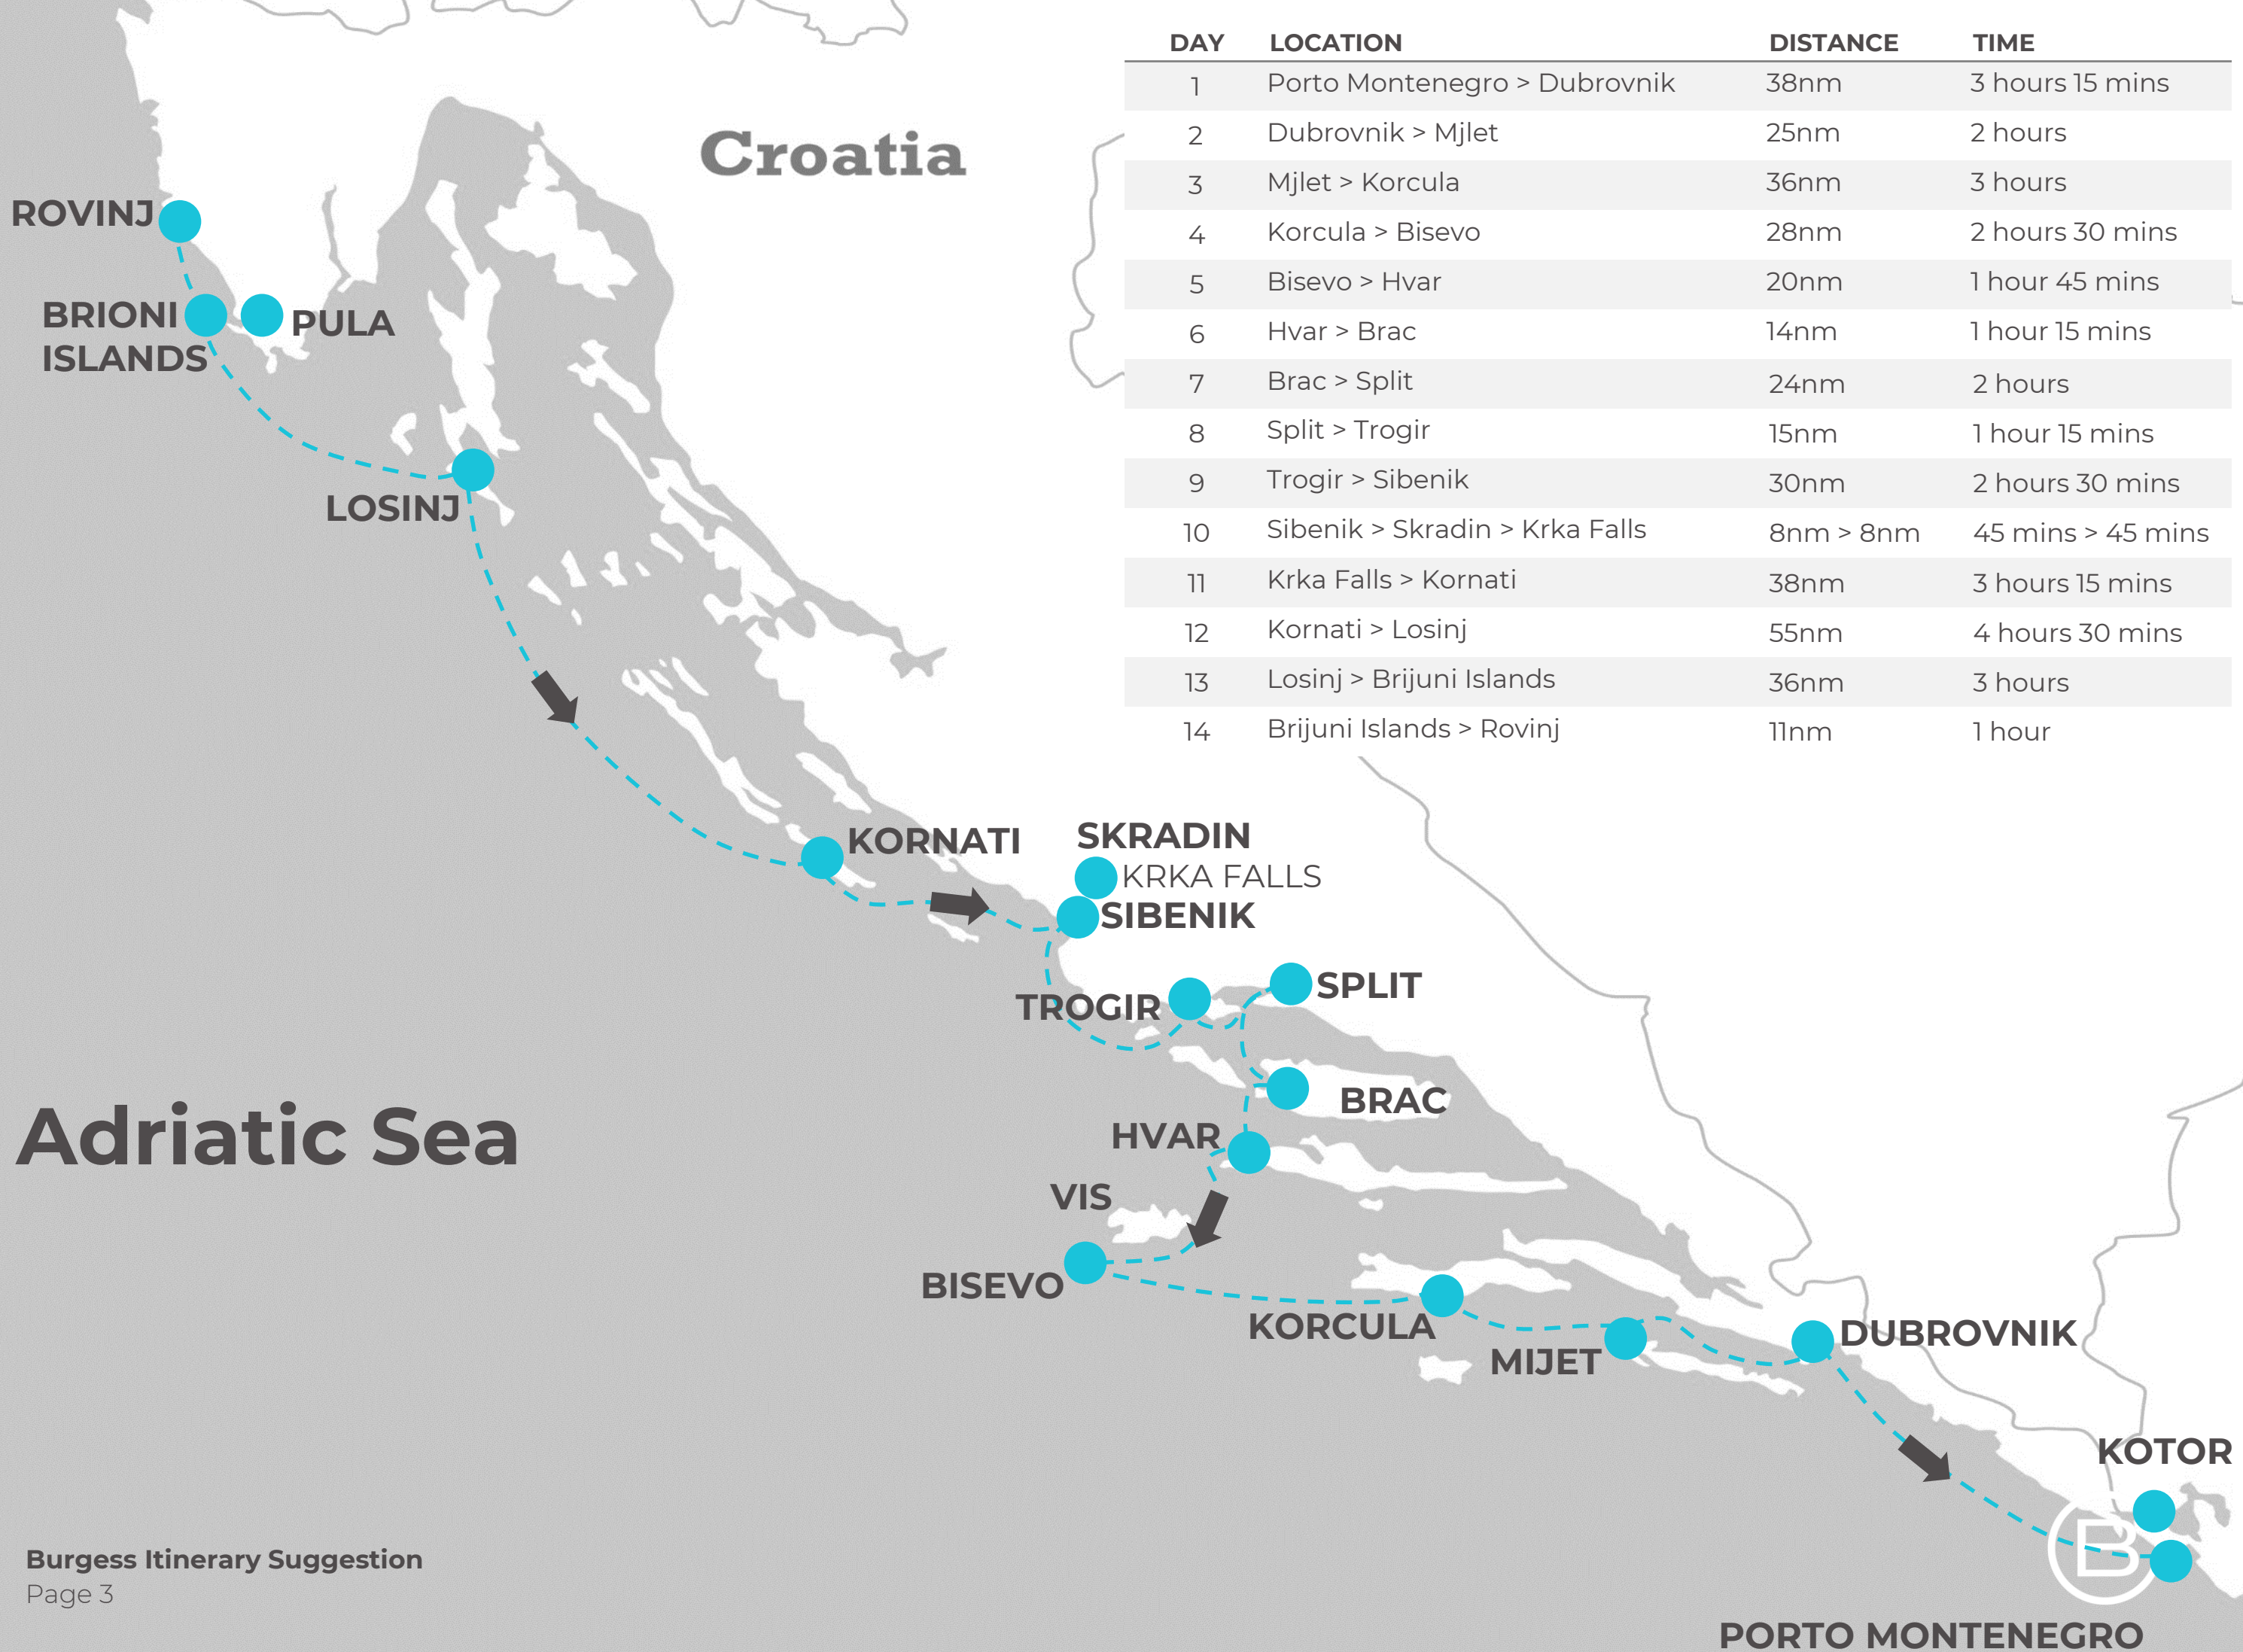 DAY LOCATION DISTANCE TIME
1 Porto Montenegro > Dubrovnik 38nm 3 hours 15 mins
2 Dubrovnik > Mjlet 25nm 2 hours
3 Mjlet > Korcula 36nm 3 hours
4 Korcula > Bisevo 28nm 2 hours 30 mins
5 Bisevo > Hvar 20nm 1 hour 45 mins
6 Hvar > Brac 14nm 1 hour 15 mins
7 Brac > Split 24nm 2 hours
8 Split > Trogir 15nm 1 hour 15 mins
9 Trogir > Sibenik 30nm 2 hours 30 mins
10 Sibenik > Skradin > Krka Falls 8nm > 8nm 45 mins > 45 mins
11 Krka Falls > Kornati 38nm 3 hours 15 mins
12 Kornati > Losinj 55nm 4 hours 30 mins
13 Losinj > Brijuni Islands 36nm 3 hours
14 Brijuni Islands > Rovinj 11nm 1 hour
Croatia
ROVINJ
BRIONI
ISLANDS
PULA
LOSINJ
KORNATI
SKRADIN
KRKA FALLS
SIBENIK
SPLIT
TROGIR
BRAC
HVAR
Adriatic Sea
VIS
BISEVO
KORCULA
MIJET
DUBROVNIK
KOTOR
B
PORTO MONTENEGRO
Burgess Itinerary Suggestion
Page 3